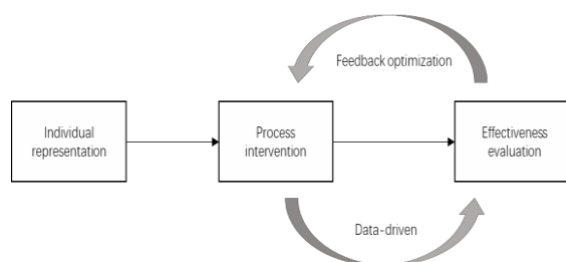 Feedback optimization
Individual
representation
Process
intervention
Effectiveness
evaluation
Data-driven